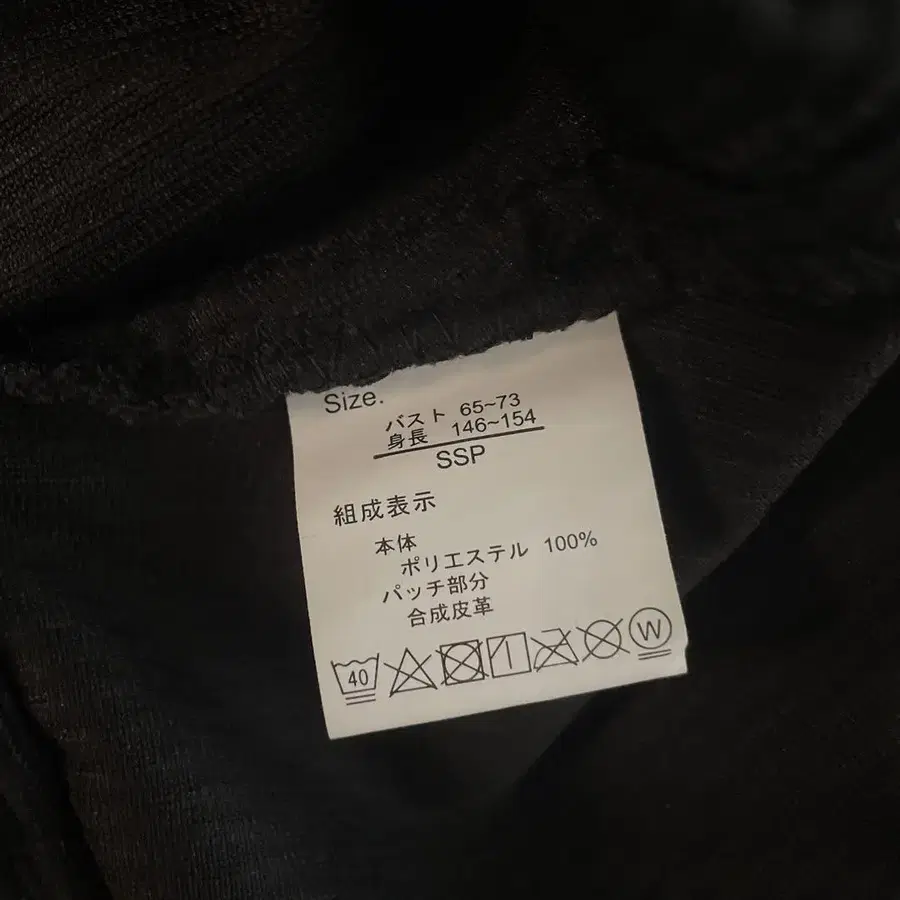 Size.
バスト 65~73
身長 146~154
SSP
組成表示
本体
ポリエステル 100%
パッチ部分
合成皮革
40
W